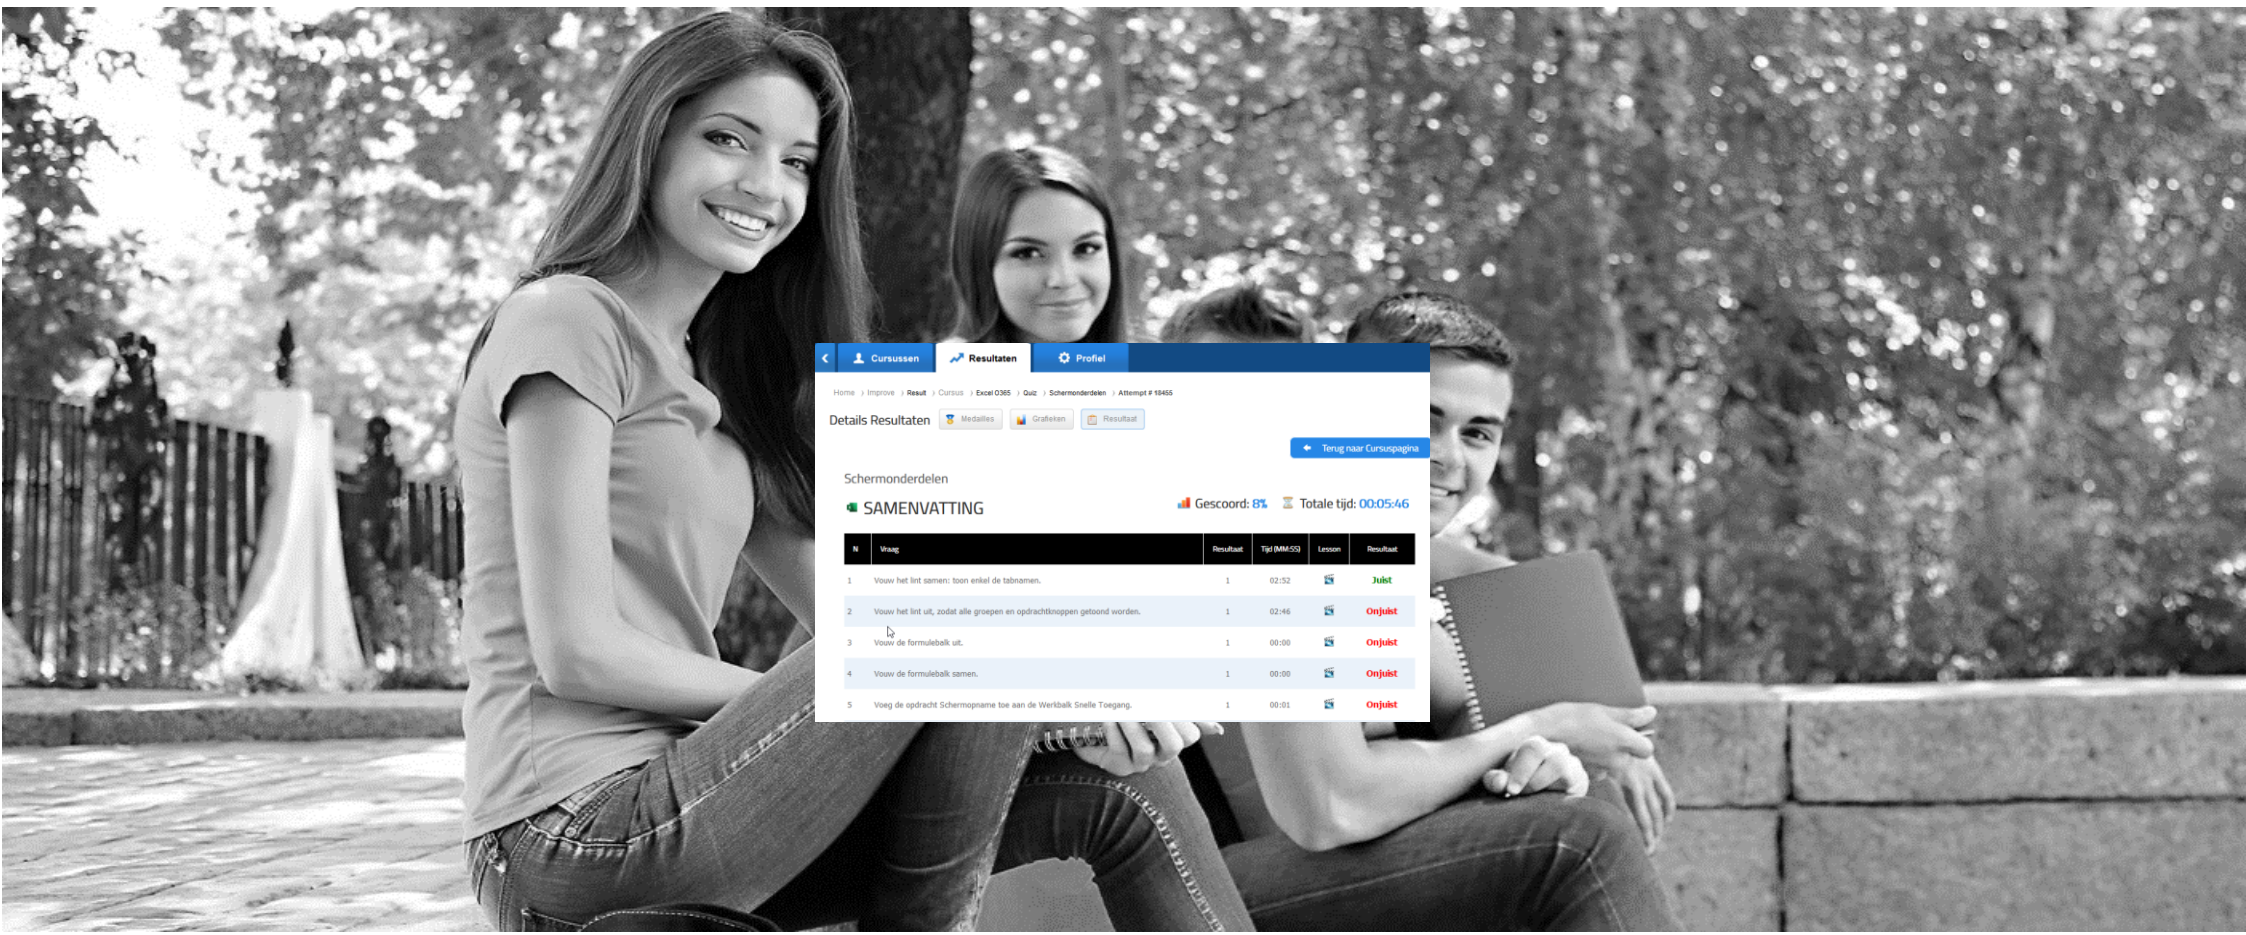 Cursussen Resultaten Profiel
Home > Improve > Result > Cursus > Excel O365 > Quiz > Schermonderdelen > Attempt # 18455
Details Resultaten Medailles Grafieken Resultaat
Terug naar Cursuspagina
Schermonderdelen
SAMENVATTING Gescoord: 8% Totale tijd: 00:05:46
N Vraag Resultaat Tijd (MM:SS) Lesson Resultaat
1 Vouw het lint samen: toon enkel de tabnamen. 1 02:52 Juist
2 Vouw het lint uit, zodat alle groepen en opdrachtknoppen getoond worden. 1 02:46 Onjuist
3 Vouw de formulebalk uit. 1 00:00 Onjuist
4 Vouw de formulebalk samen. 1 00:00 Onjuist
5 Voeg de opdracht Schermopname toe aan de Werkbalk Snelle Toegang. 1 00:01 Onjuist